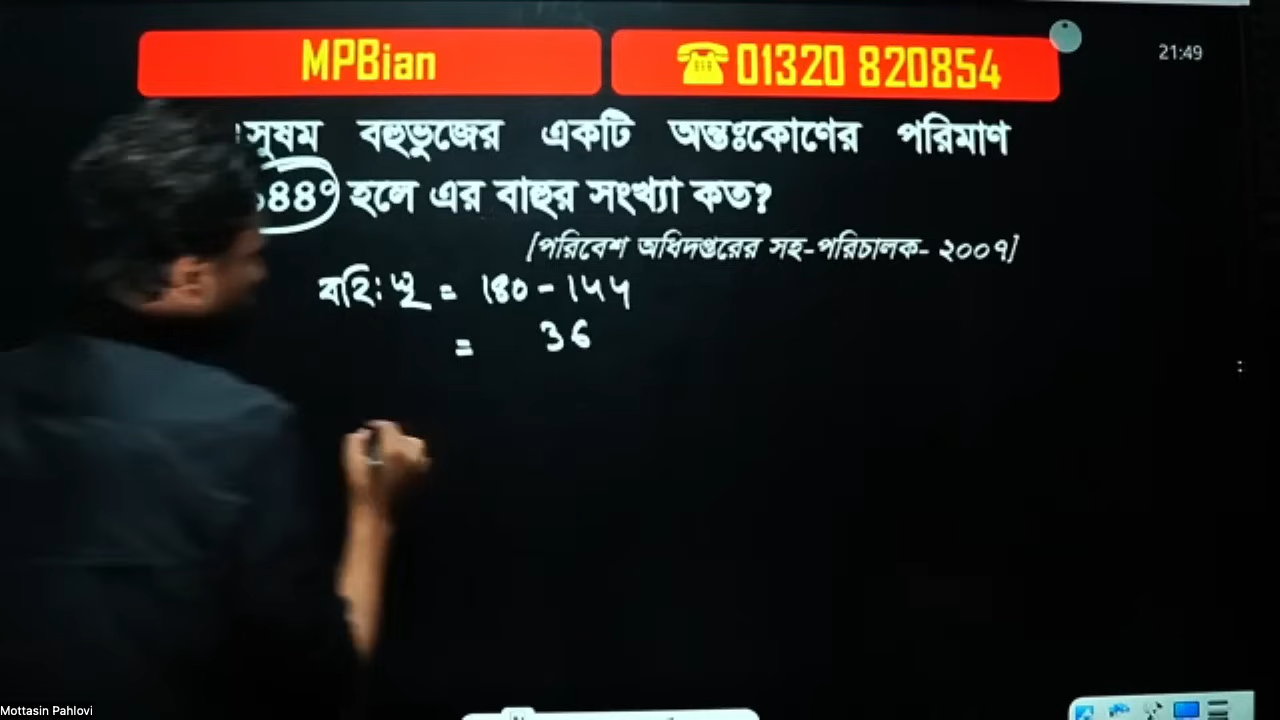 MPBian
☎01320 820854
21:49
সুষম বহুভুজের একটি অন্তঃকোণের পরিমাণ
১৪৪° হলে এর বাহুর সংখ্যা কত?
[পরিবেশ অধিদপ্তরের সহ-পরিচালক- ২০০৭]
= 180 - 144
= 36
Mottasin Pahlovi